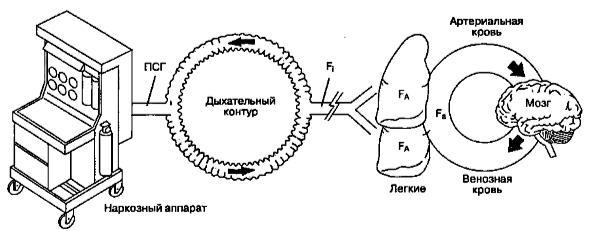 Артериальная
кровь
ПСГ
Fi
Дыхательный
контур
FA
Fa
Мозг
FA
Легкие
Венозная
кровь
Наркозный аппарат